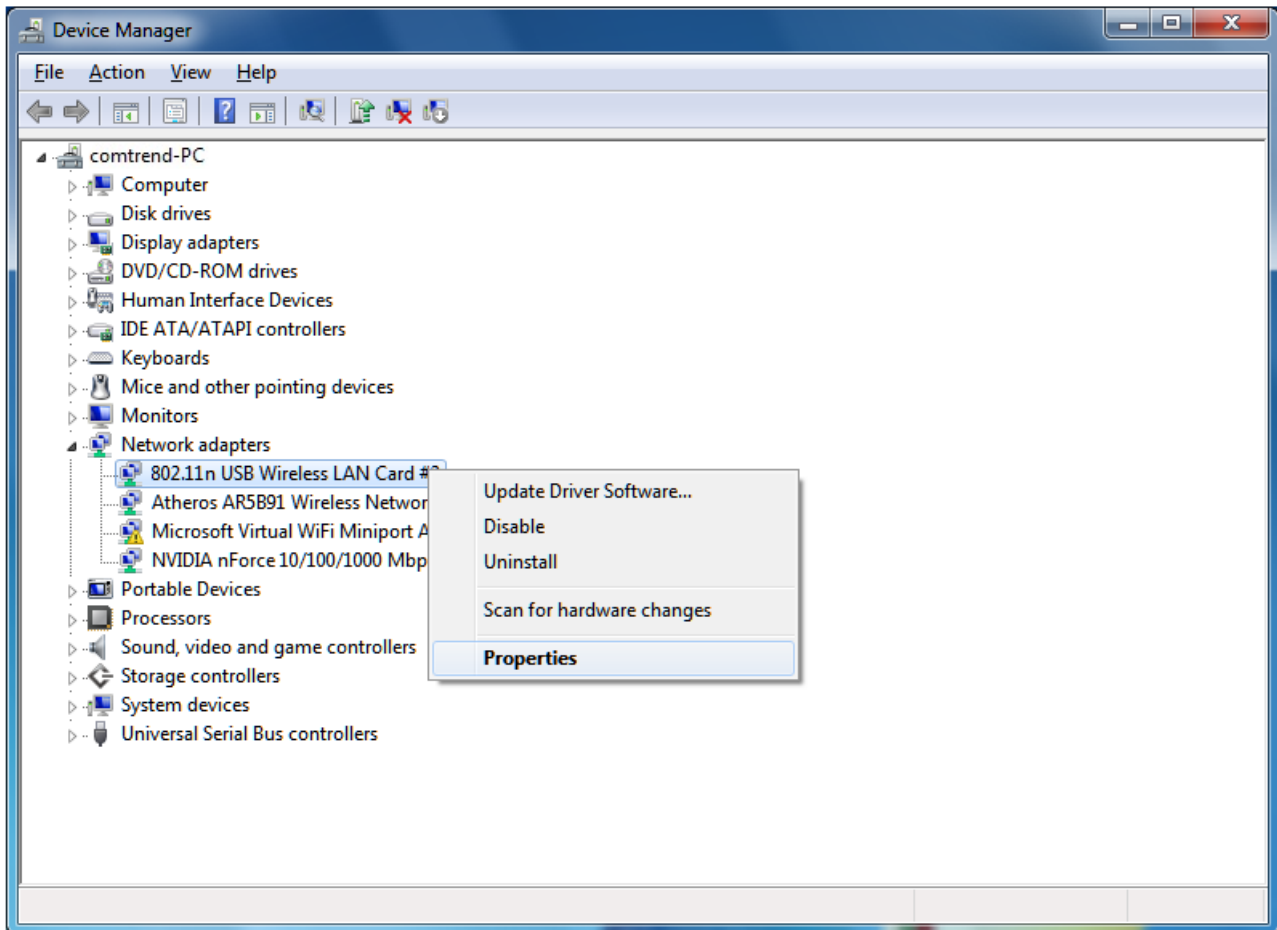 Device Manager
File Action View Help
comtrend-PC
Computer
Disk drives
Display adapters
DVD/CD-ROM drives
Human Interface Devices
IDE ATA/ATAPI controllers
Keyboards
Mice and other pointing devices
Monitors
Network adapters
802.11n USB Wireless LAN Card
Atheros AR5B91 Wireless
Microsoft Virtual WiFi Miniport
NVIDIA nForce 10/100/1000
Portable Devices
Processors
Sound, video and game controllers
Storage controllers
System devices
Universal Serial Bus controllers
Update Driver Software...
Disable
Uninstall
Scan for hardware changes
Properties